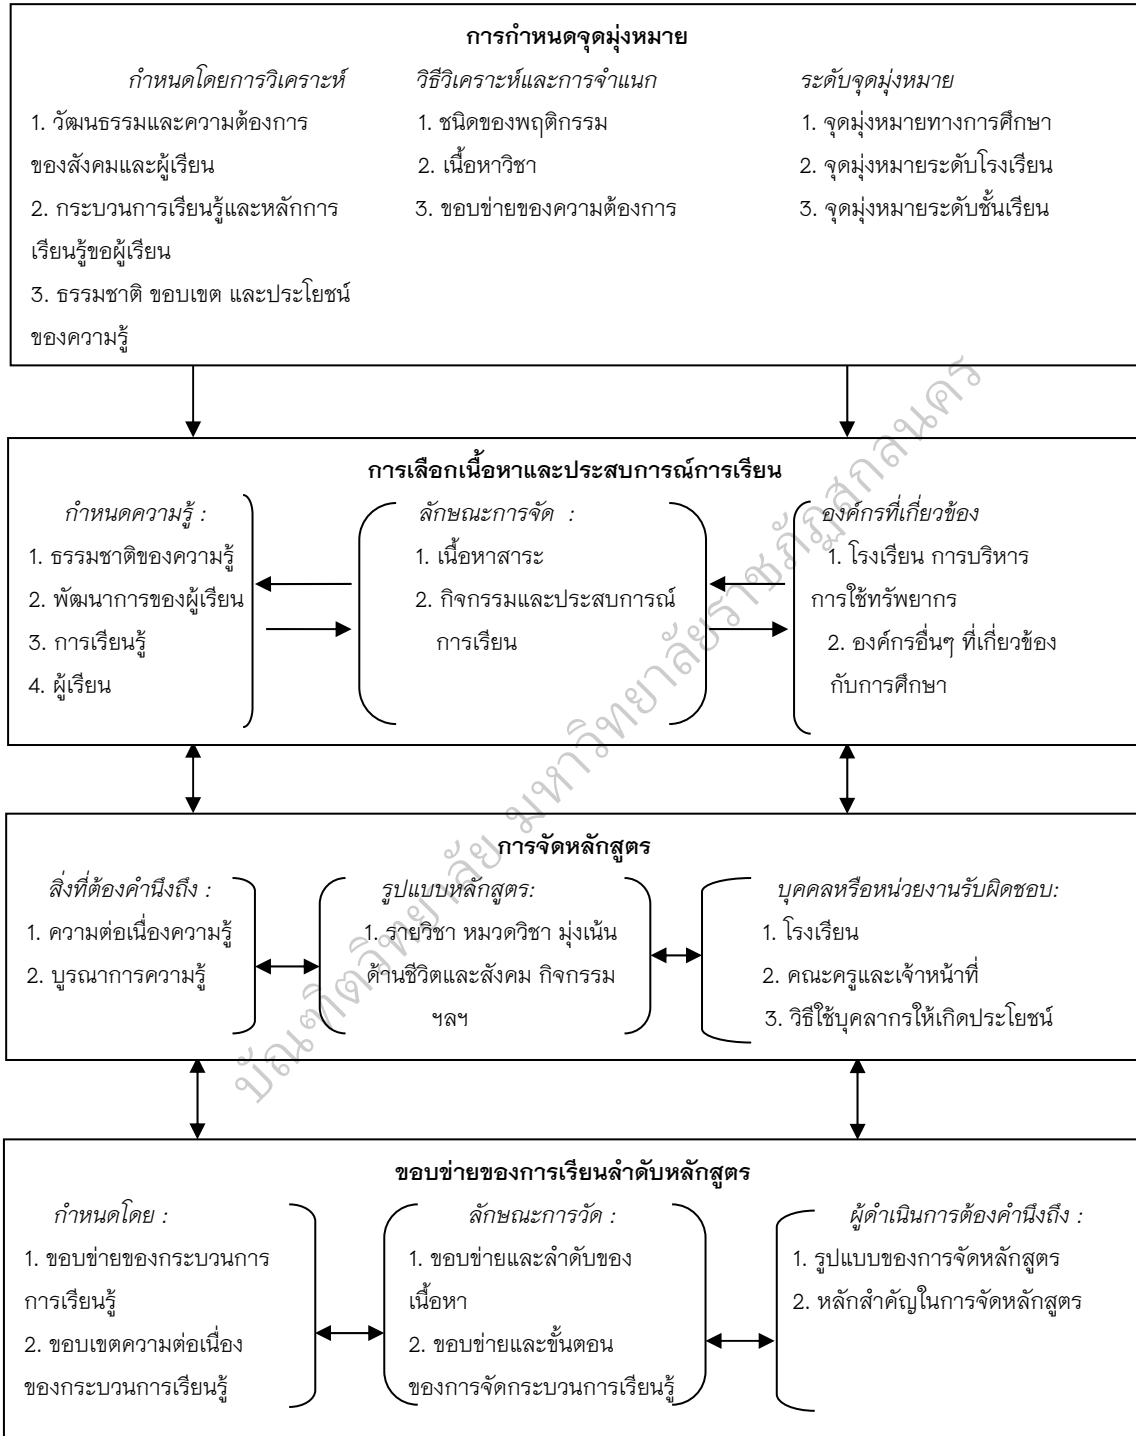 การกำหนดจุดมุ่งหมาย
กำหนดโดยการวิเคราะห์
1. วัฒนธรรมและความต้องการ
ของสังคมและผู้เรียน
2. กระบวนการเรียนรู้และหลักการ
เรียนรู้ขอผู้เรียน
3. ธรรมชาติ ขอบเขต และประโยชน์
ของความรู้
วิธีวิเคราะห์และการจำแนก
1. ชนิดของพฤติกรรม
2. เนื้อหาวิชา
3. ขอบข่ายของความต้องการ
ระดับจุดมุ่งหมาย
1. จุดมุ่งหมายทางการศึกษา
2. จุดมุ่งหมายระดับโรงเรียน
3. จุดมุ่งหมายระดับชั้นเรียน
การเลือกเนื้อหาและประสบการณ์การเรียน
กำหนดความรู้ :
1. ธรรมชาติของความรู้
2. พัฒนาการของผู้เรียน
3. การเรียนรู้
4. ผู้เรียน
ลักษณะการจัด :
1. เนื้อหาสาระ
2. กิจกรรมและประสบการณ์
การเรียน
องค์กรที่เกี่ยวข้อง
1. โรงเรียน การบริหาร
การใช้ทรัพยากร
2. องค์กรอื่นๆ ที่เกี่ยวข้อง
กับการศึกษา
การจัดหลักสูตร
สิ่งที่ต้องคำนึงถึง :
1. ความต่อเนื่องความรู้
2. บูรณาการความรู้
รูปแบบหลักสูตร:
1. รายวิชา หมวดวิชา มุ่งเน้น
ด้านชีวิตและสังคม กิจกรรม
ฯลฯ
บุคคลหรือหน่วยงานรับผิดชอบ:
1. โรงเรียน
2. คณะครูและเจ้าหน้าที่
3. วิธีใช้บุคลากรให้เกิดประโยชน์
ขอบข่ายของการเรียนลำดับหลักสูตร
กำหนดโดย :
1. ขอบข่ายของกระบวนการ
การเรียนรู้
2. ขอบเขตความต่อเนื่อง
ของกระบวนการเรียนรู้
ลักษณะการวัด :
1. ขอบข่ายและลำดับของ
เนื้อหา
2. ขอบข่ายและขั้นตอน
ของการจัดกระบวนการเรียนรู้
ผู้ดำเนินการต้องคำนึงถึง :
1. รูปแบบของการจัดหลักสูตร
2. หลักสำคัญในการจัดหลักสูตร
บัณฑิตวิทยาลัย มหาวิทยาลัยราชภัฏสกลนคร